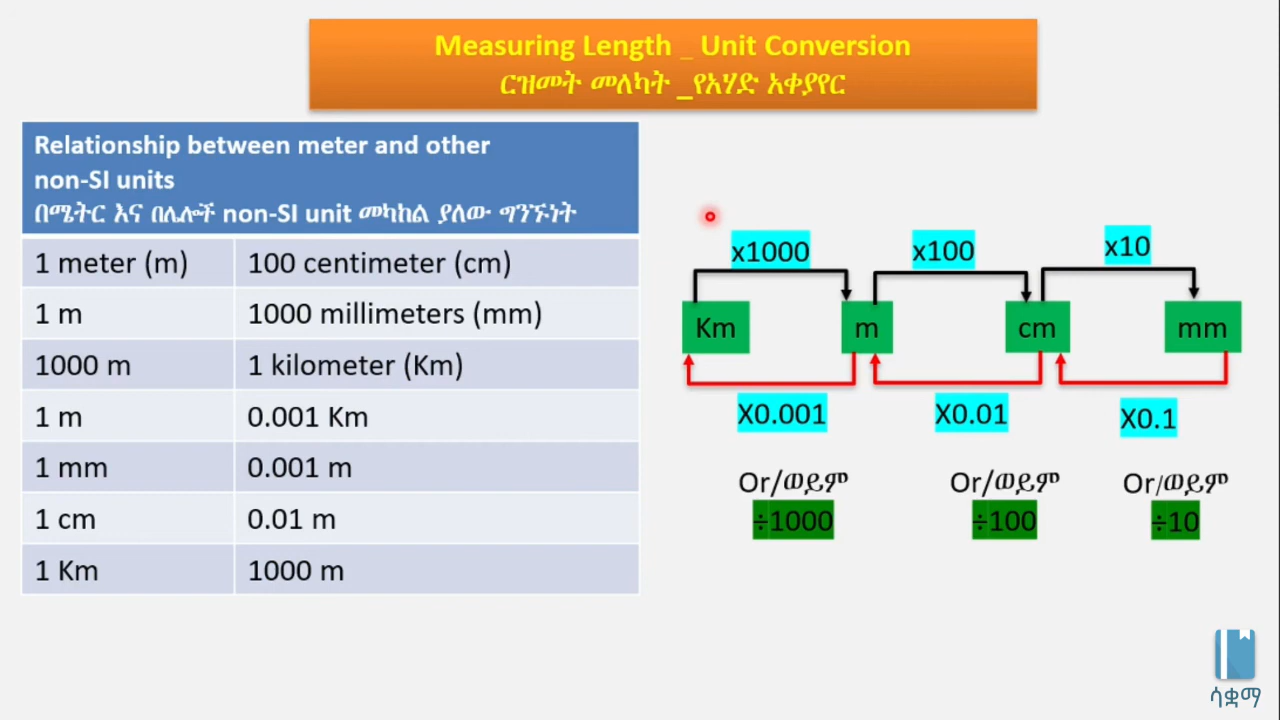 Measuring Length _ Unit Conversion
ርዝመት መለካት _የአሃድ አቀያየር
Relationship between meter and other
non-SI units
በሜትር እና በሌሎች non-SI unit መካከል ያለው ግንኙነት
1 meter (m) 100 centimeter (cm)
1 m 1000 millimeters (mm)
1000 m 1 kilometer (Km)
1 m 0.001 Km
1 mm 0.001 m
1 cm 0.01 m
1 Km 1000 m
x1000 x100 x10
Km m cm mm
X0.001 X0.01 X0.1
Or/ወይም Or/ወይም Or/ወይም
÷1000 ÷100 ÷10
ሳቋማ